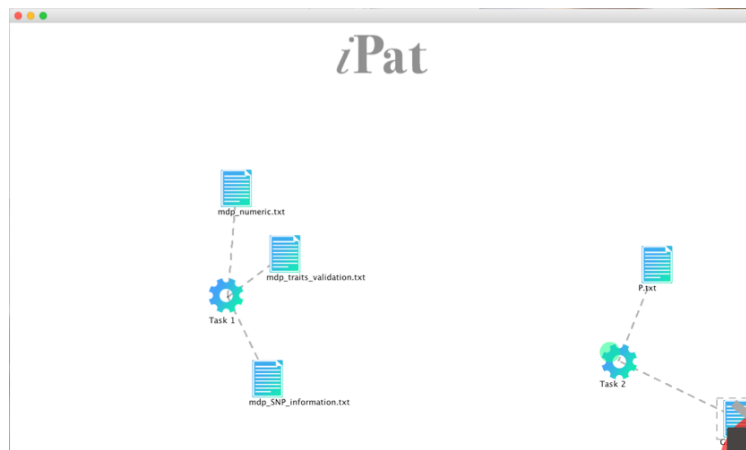 iPat
mdp_numeric.txt
mdp_traits_validation.txt
P.txt
Task 1
Task 2
mdp_SNP_information.txt